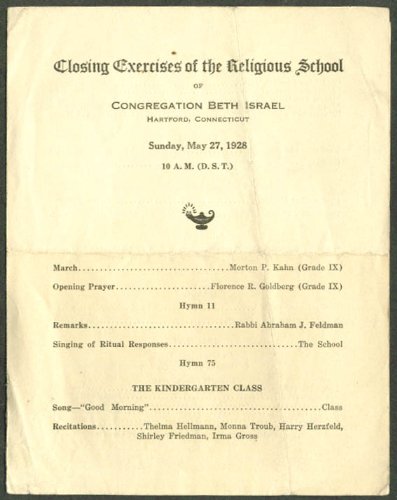 Closing Exercises of the Religious School
OF
CONGREGATION BETH ISRAEL
HARTFORD, CONNECTICUT
Sunday, May 27, 1928
10 A. M. (D. S. T.)
March..............................Morton P. Kahn (Grade IX)
Opening Prayer...................Florence R. Goldberg (Grade IX)
Hymn 11
Remarks.............................Rabbi Abraham J. Feldman
Singing of Ritual Responses.........................The School
Hymn 75
THE KINDERGARTEN CLASS
Song—"Good Morning"...................................Class
Recitations...........Thelma Hellmann, Monna Troub, Harry Herzfeld,
Shirley Friedman, Irma Gross